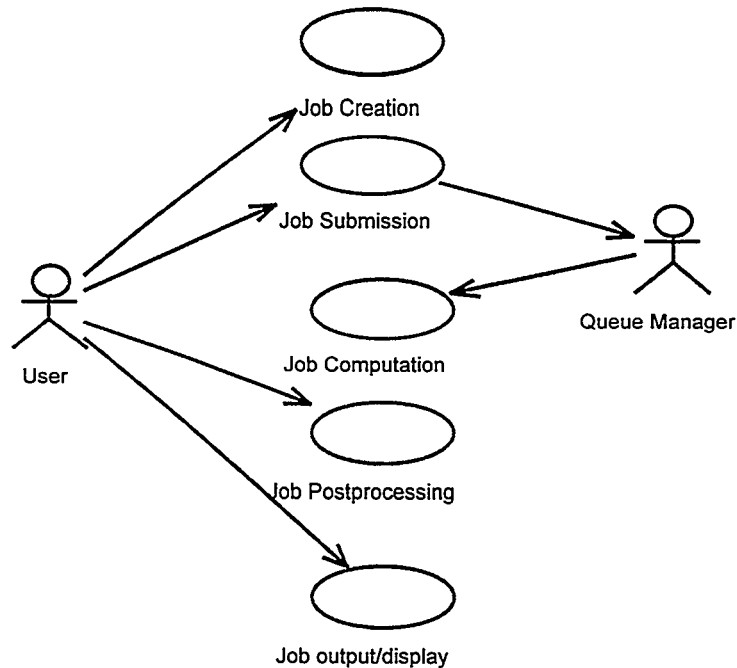 Job Creation
Job Submission
Queue Manager
Job Computation
User
Job Postprocessing
Job output/display